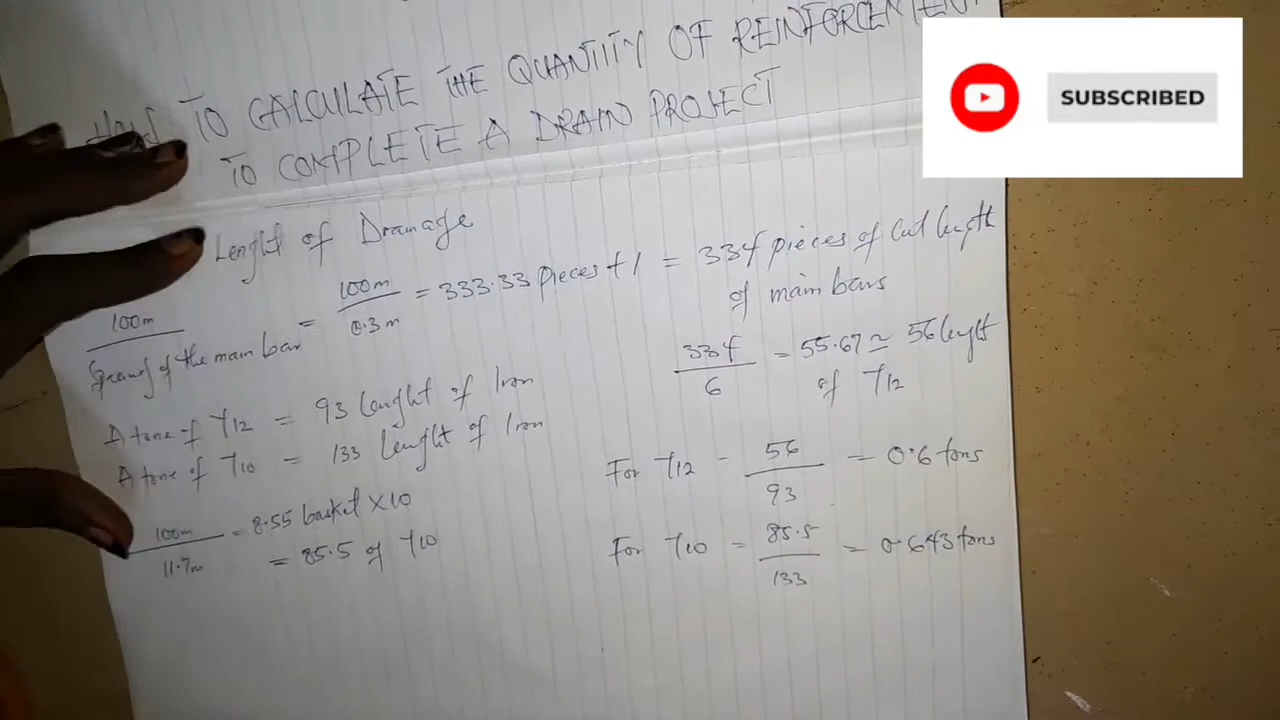 HOW TO CALCULATE THE QUANTITY OF REINFORCEMENT
TO COMPLETE A DRAIN PROJECT
SUBSCRIBED
Lenght of Drainage
100m / of the main bar = 100m / 0.3m = 333.33 pieces + 1 = 334 pieces of cut length
of main bars
334 / 6 = 55.67 ≃ 56 lenght
of Y12
A tone of Y12 = 93 Lenght of Iron
A tone of Y10 = 133 Lenght of Iron
100m / 11.7m = 8.55 basket X 10
= 85.5 of Y10
For Y12 - 56 / 93 = 0.6 tons
For Y10 = 85.5 / 133 = 0.643 tons